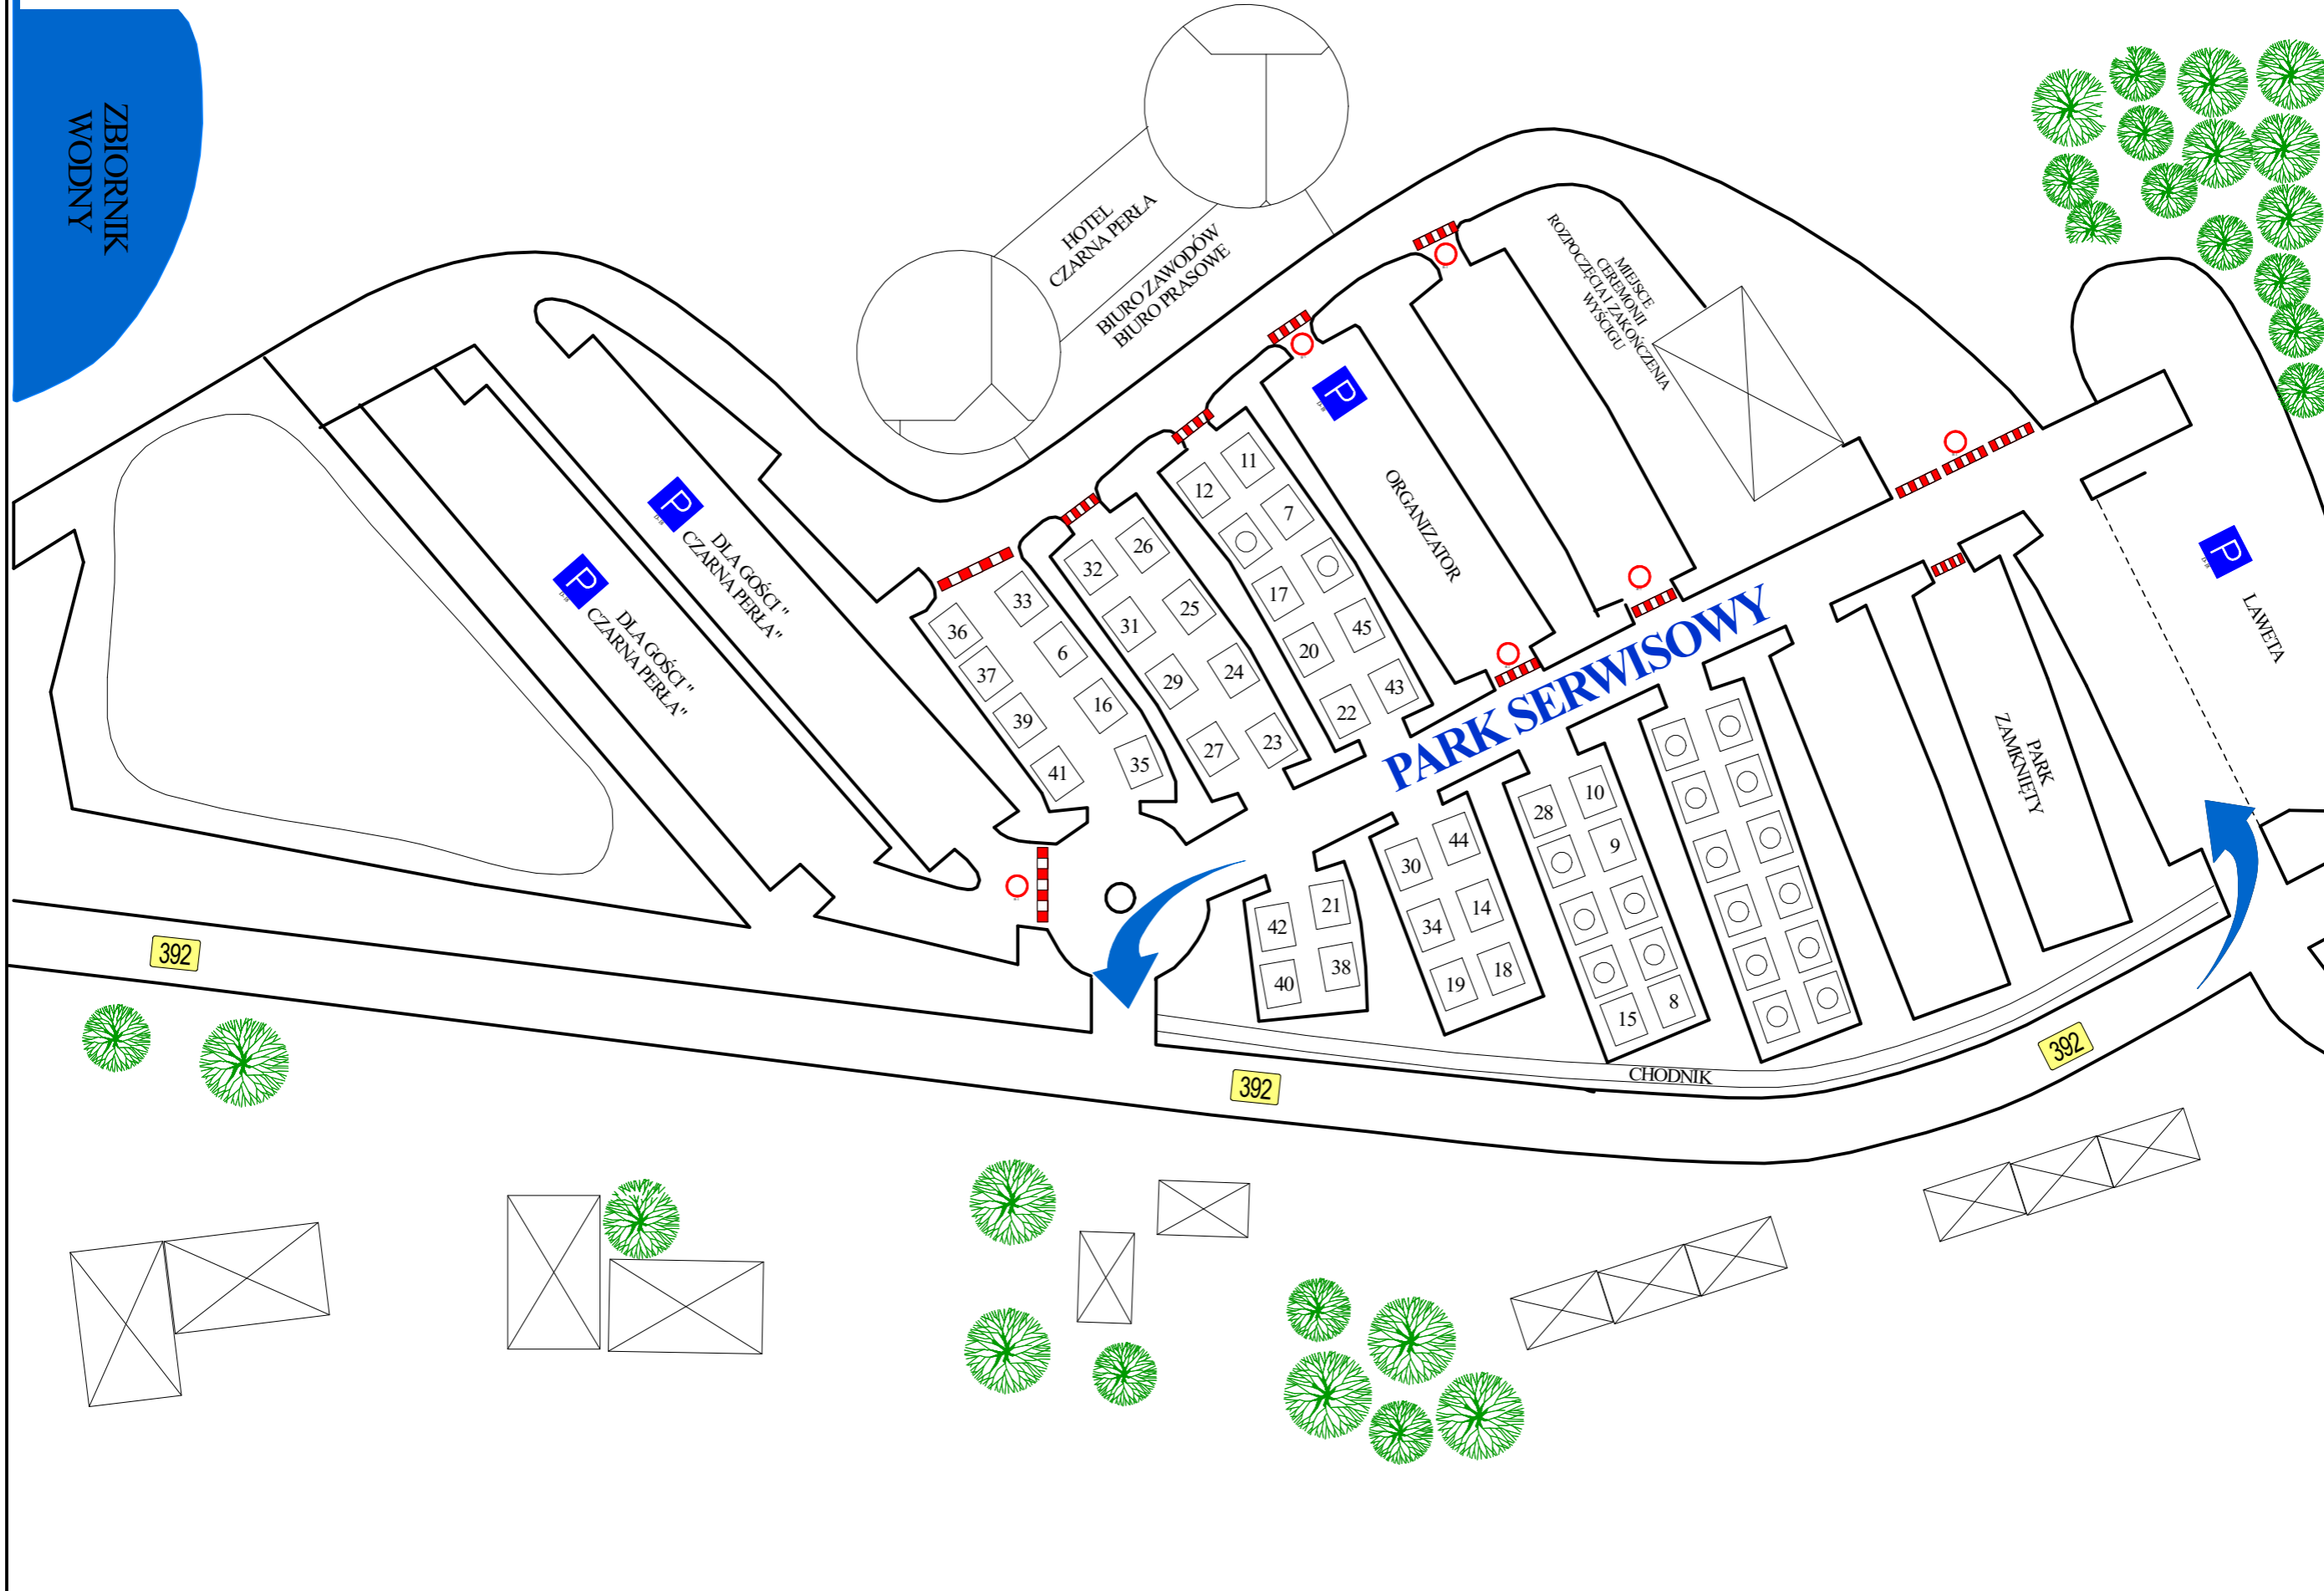 ZBIORNIK
WODNY
HOTEL
CZARNA PERŁA
BIURO ZAWODÓW
BIURO PRASOWE
MIEJSCE
CEREMONII
ROZPOCZĘCIA I ZAKOŃCZENIA
WYŚCIGU
P
DLA GOŚCI "
CZARNA PERŁA"
P
DLA GOŚCI "
CZARNA PERŁA"
P
ORGANIZATOR
P
LAWETA
PARK SERWISOWY
PARK
ZAMKNIĘTY
11
12
7
17
45
20
43
22
26
32
25
31
24
29
23
27
33
36
6
37
16
39
35
41
21
42
38
40
44
30
14
34
18
19
10
28
9
8
15
392
392
392
CHODNIK